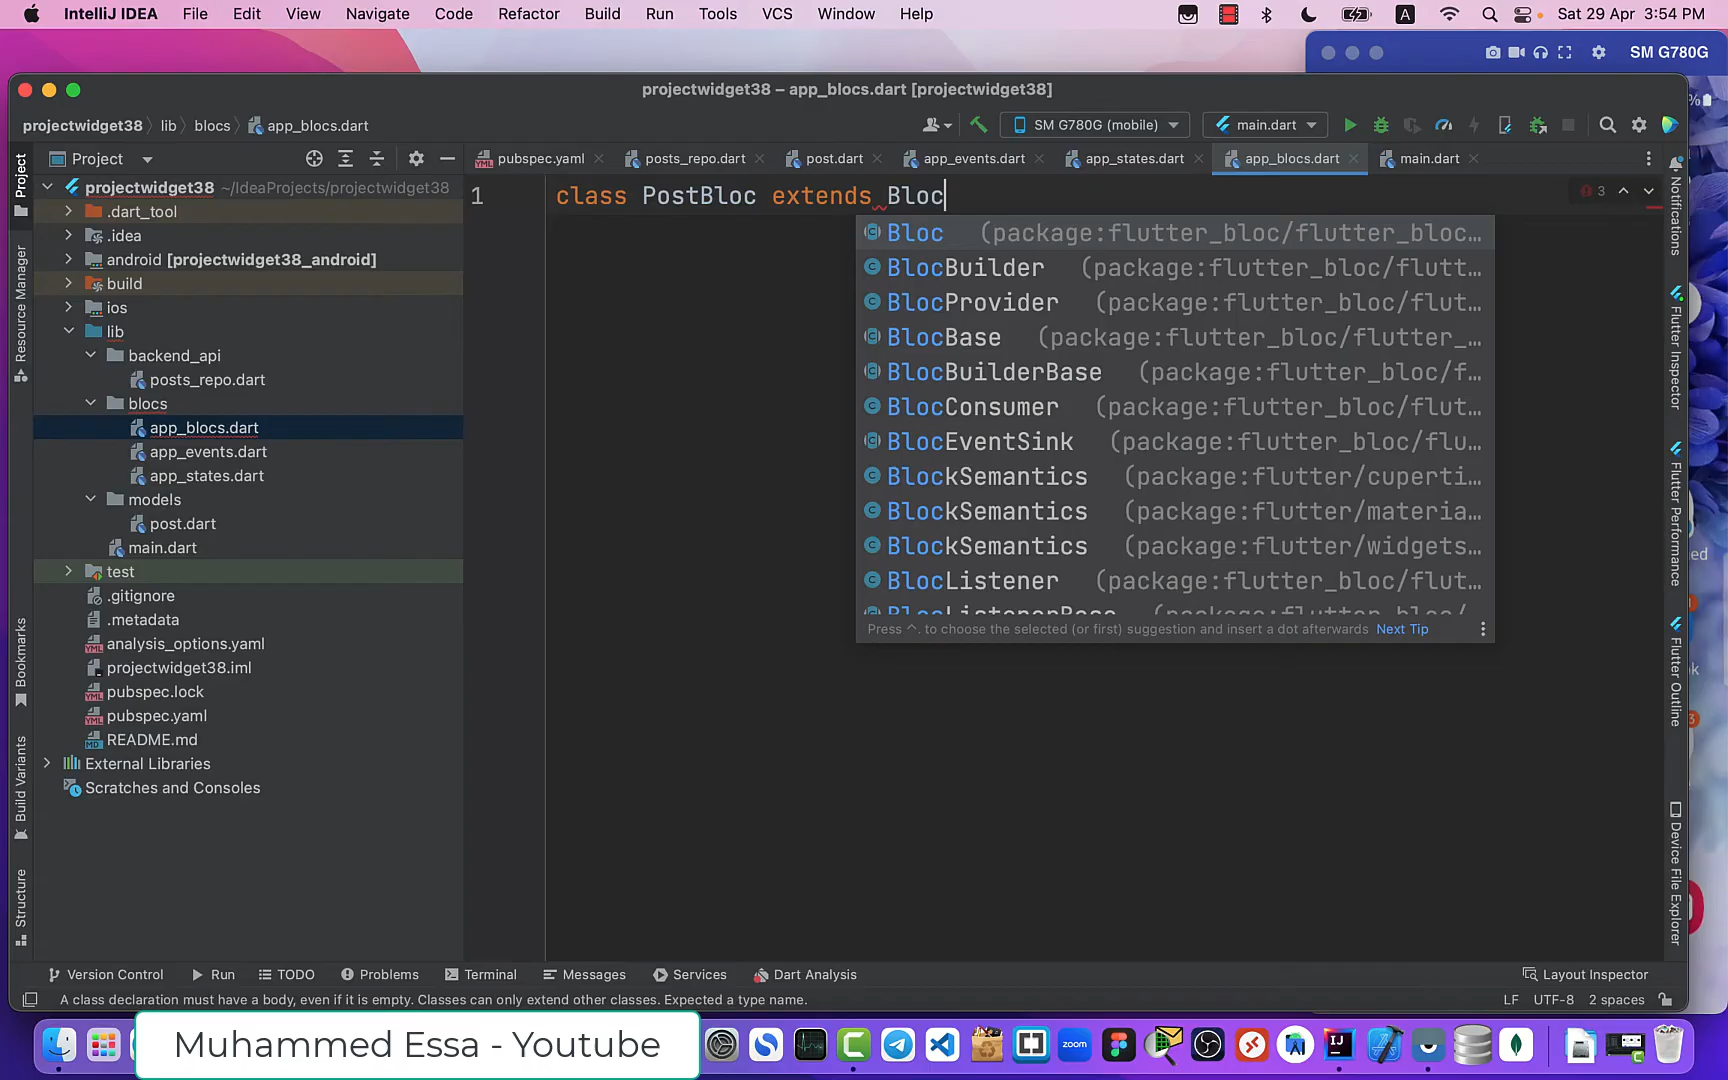 IntelliJ IDEA File Edit View Navigate Code Refactor Build Run Tools VCS Window Help A Sat 29 Apr 3:54 PM
SM G780G
projectwidget38 – app_blocs.dart [projectwidget38]
projectwidget38 lib blocs app_blocs.dart SM G780G (mobile) main.dart
Project
pubspec.yaml posts_repo.dart post.dart app_events.dart app_states.dart app_blocs.dart main.dart
projectwidget38 ~/IdeaProjects/projectwidget38
.dart_tool
.idea
android [projectwidget38_android]
build
ios
lib
backend_api
posts_repo.dart
blocs
app_blocs.dart
app_events.dart
app_states.dart
models
post.dart
main.dart
test
.gitignore
.metadata
analysis_options.yaml
projectwidget38.iml
pubspec.lock
pubspec.yaml
README.md
External Libraries
Scratches and Consoles
1 class PostBloc extends Bloc
3
Bloc (package:flutter_bloc/flutter_bloc...
BlocBuilder (package:flutter_bloc/flutt...
BlocProvider (package:flutter_bloc/flut...
BlocBase (package:flutter_bloc/flutter_...
BlocBuilderBase (package:flutter_bloc/f...
BlocConsumer (package:flutter_bloc/flut...
BlocEventSink (package:flutter_bloc/flu...
BlockSemantics (package:flutter/cuperti...
BlockSemantics (package:flutter/materia...
BlockSemantics (package:flutter/widgets...
BlocListener (package:flutter_bloc/flut...
BlocListenerBase (package:flutter_bloc/
Press ^. to choose the selected (or first) suggestion and insert a dot afterwards Next Tip
Project
Resource Manager
Bookmarks
Build Variants
Structure
Notifications
Flutter Inspector
Flutter Performance
Flutter Outline
Device File Explorer
Version Control Run TODO Problems Terminal Messages Services Dart Analysis Layout Inspector
A class declaration must have a body, even if it is empty. Classes can only extend other classes. Expected a type name. LF UTF-8 2 spaces
Muhammed Essa - Youtube
zoom
IJ